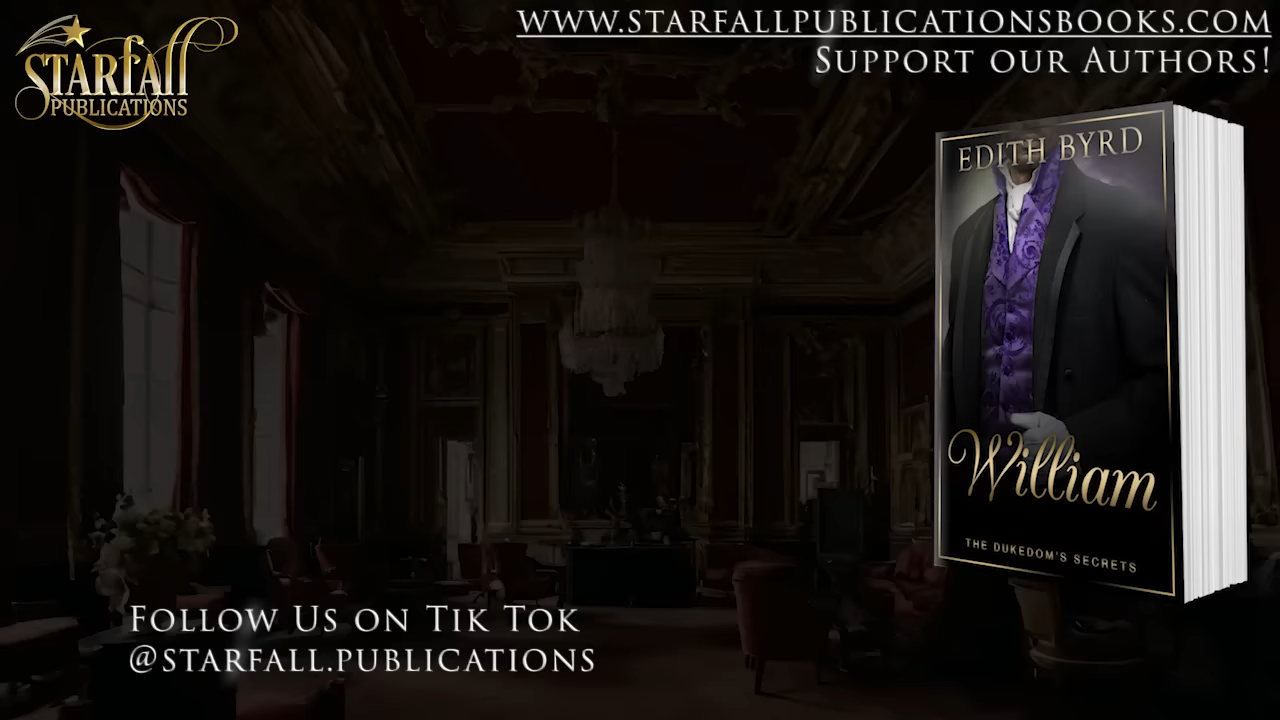 STARfall
PUBLICATIONS
WWW.STARFALLPUBLICATIONSBOOKS.COM
SUPPORT OUR AUTHORS!
EDITH BYRD
William
THE DUKEDOM'S SECRETS
FOLLOW US ON TIK TOK
@STARFALL.PUBLICATIONS